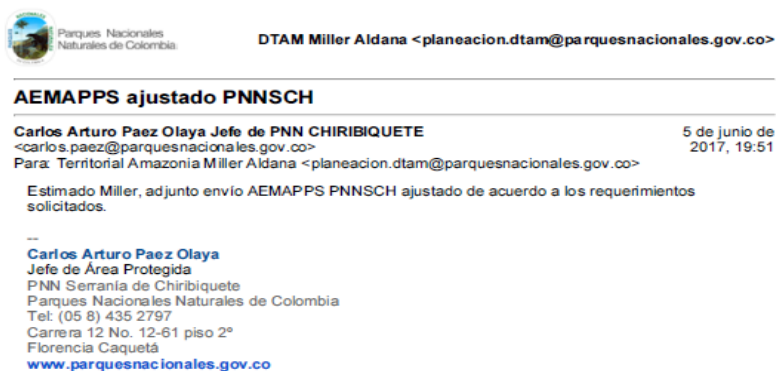 Parques Nacionales
Naturales de Colombia
DTAM Miller Aldana <planeacion.dtam@parquesnacionales.gov.co>
AEMAPPS ajustado PNNSCH
Carlos Arturo Paez Olaya Jefe de PNN CHIRIBIQUETE
<carlos.paez@parquesnacionales.gov.co>
5 de junio de
2017, 19:51
Para: Territorial Amazonia Miller Aldana <planeacion.dtam@parquesnacionales.gov.co>
Estimado Miller, adjunto envío AEMAPPS PNNSCH ajustado de acuerdo a los requerimientos
solicitados.
--
Carlos Arturo Paez Olaya
Jefe de Área Protegida
PNN Serranía de Chiribiquete
Parques Nacionales Naturales de Colombia
Tel: (05 8) 435 2797
Carrera 12 No. 12-61 piso 2º
Florencia Caquetá
www.parquesnacionales.gov.co